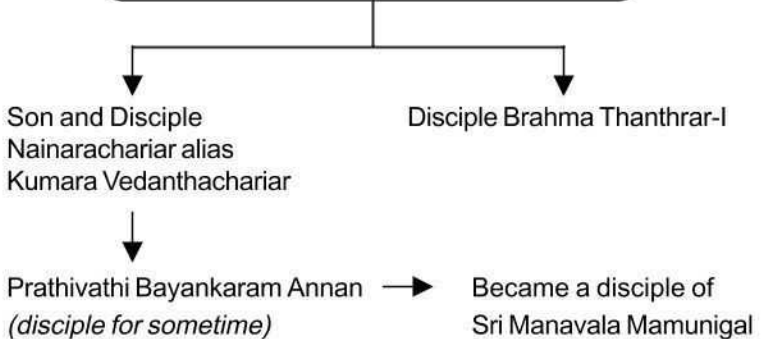 Son and Disciple
Nainarachariar alias
Kumara Vedanthachariar
Disciple Brahma Thanthrar-I
Prathivathi Bayankaram Annan
(disciple for sometime)
Became a disciple of
Sri Manavala Mamunigal